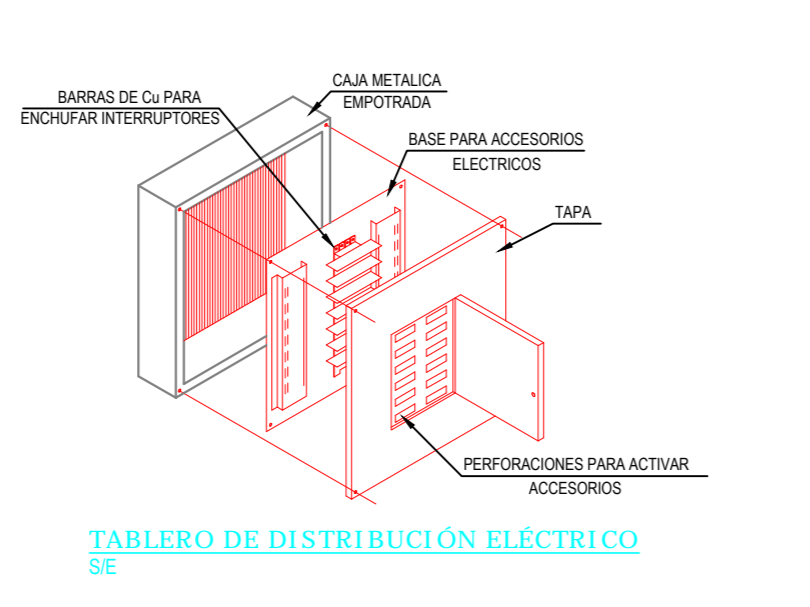 CAJA METALICA
EMPOTRADA
BARRAS DE Cu PARA
ENCHUFAR INTERRUPTORES
BASE PARA ACCESORIOS
ELECTRICOS
TAPA
PERFORACIONES PARA ACTIVAR
ACCESORIOS
TABLERO DE DISTRIBUCIÓN ELÉCTRICO
S/E